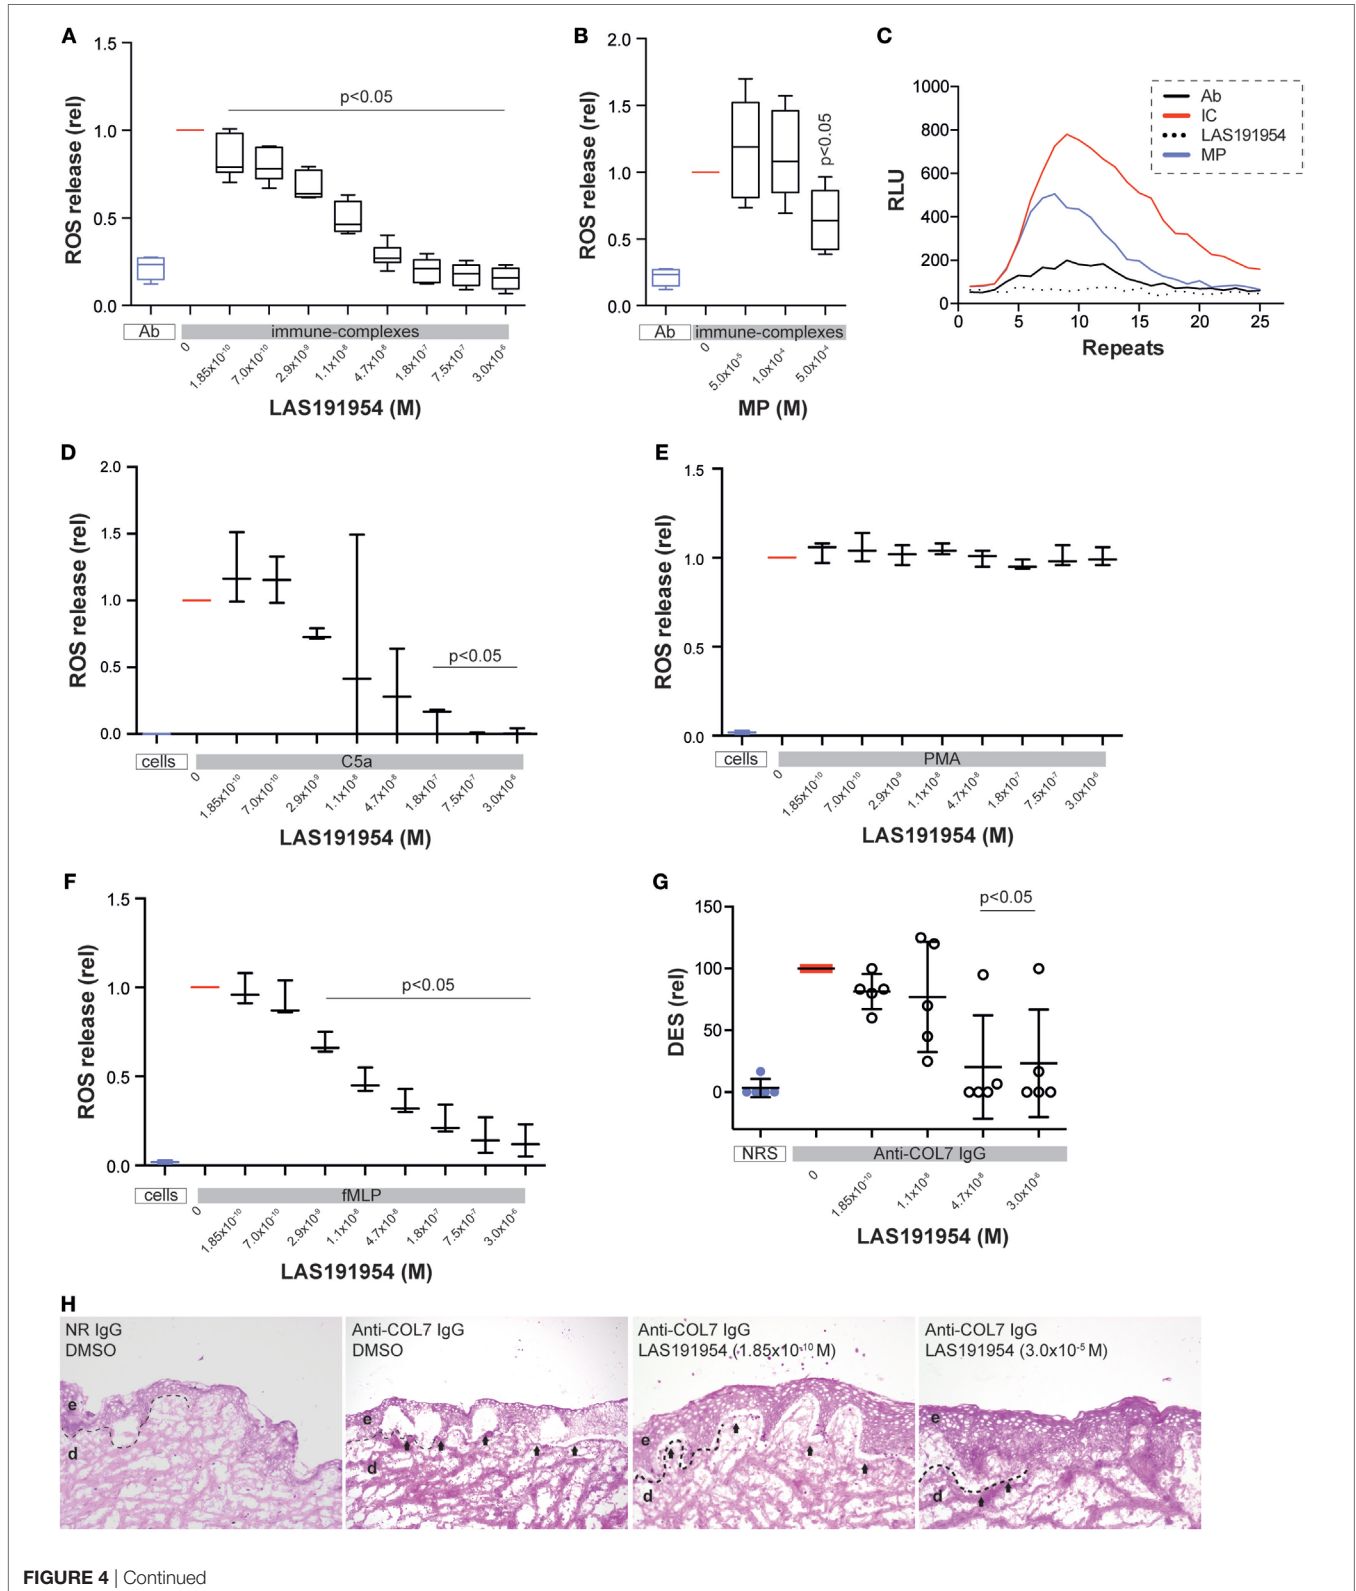 A
1.5
1.0
0.5
0.0
ROS release (rel)
p<0.05
Ab
immune-complexes
0
1.85x10⁻¹⁰
7.0x10⁻¹⁰
2.9x10⁻⁹
1.1x10⁻⁸
4.7x10⁻⁸
1.8x10⁻⁷
7.5x10⁻⁷
3.0x10⁻⁶
LAS191954 (M)
B
2.0
1.5
1.0
0.5
0.0
ROS release (rel)
p<0.05
Ab
immune-complexes
0
5.0x10⁻⁵
1.0x10⁻⁴
5.0x10⁻⁴
MP (M)
C
1000
800
600
400
200
0
RLU
Ab
IC
LAS191954
MP
0
5
10
15
20
25
Repeats
D
2.0
1.5
1.0
0.5
0.0
ROS release (rel)
p<0.05
cells
C5a
0
1.85x10⁻¹⁰
7.0x10⁻¹⁰
2.9x10⁻⁹
1.1x10⁻⁸
4.7x10⁻⁸
1.8x10⁻⁷
7.5x10⁻⁷
3.0x10⁻⁶
LAS191954 (M)
E
1.5
1.0
0.5
0.0
ROS release (rel)
cells
PMA
0
1.85x10⁻¹⁰
7.0x10⁻¹⁰
2.9x10⁻⁹
1.1x10⁻⁸
4.7x10⁻⁸
1.8x10⁻⁷
7.5x10⁻⁷
3.0x10⁻⁶
LAS191954 (M)
F
1.5
1.0
0.5
0.0
ROS release (rel)
p<0.05
cells
fMLP
0
1.85x10⁻¹⁰
7.0x10⁻¹⁰
2.9x10⁻⁹
1.1x10⁻⁸
4.7x10⁻⁸
1.8x10⁻⁷
7.5x10⁻⁷
3.0x10⁻⁶
LAS191954 (M)
G
150
100
50
0
DES (rel)
p<0.05
NRS
Anti-COL7 IgG
0
1.85x10⁻¹⁰
1.1x10⁻⁸
4.7x10⁻⁸
3.0x10⁻⁶
LAS191954 (M)
H
NR IgG
DMSO
e
d
Anti-COL7 IgG
DMSO
e
d
Anti-COL7 IgG
LAS191954 (1.85x10⁻¹⁰ M)
e
d
Anti-COL7 IgG
LAS191954 (3.0x10⁻⁵ M)
e
d
FIGURE 4 | Continued